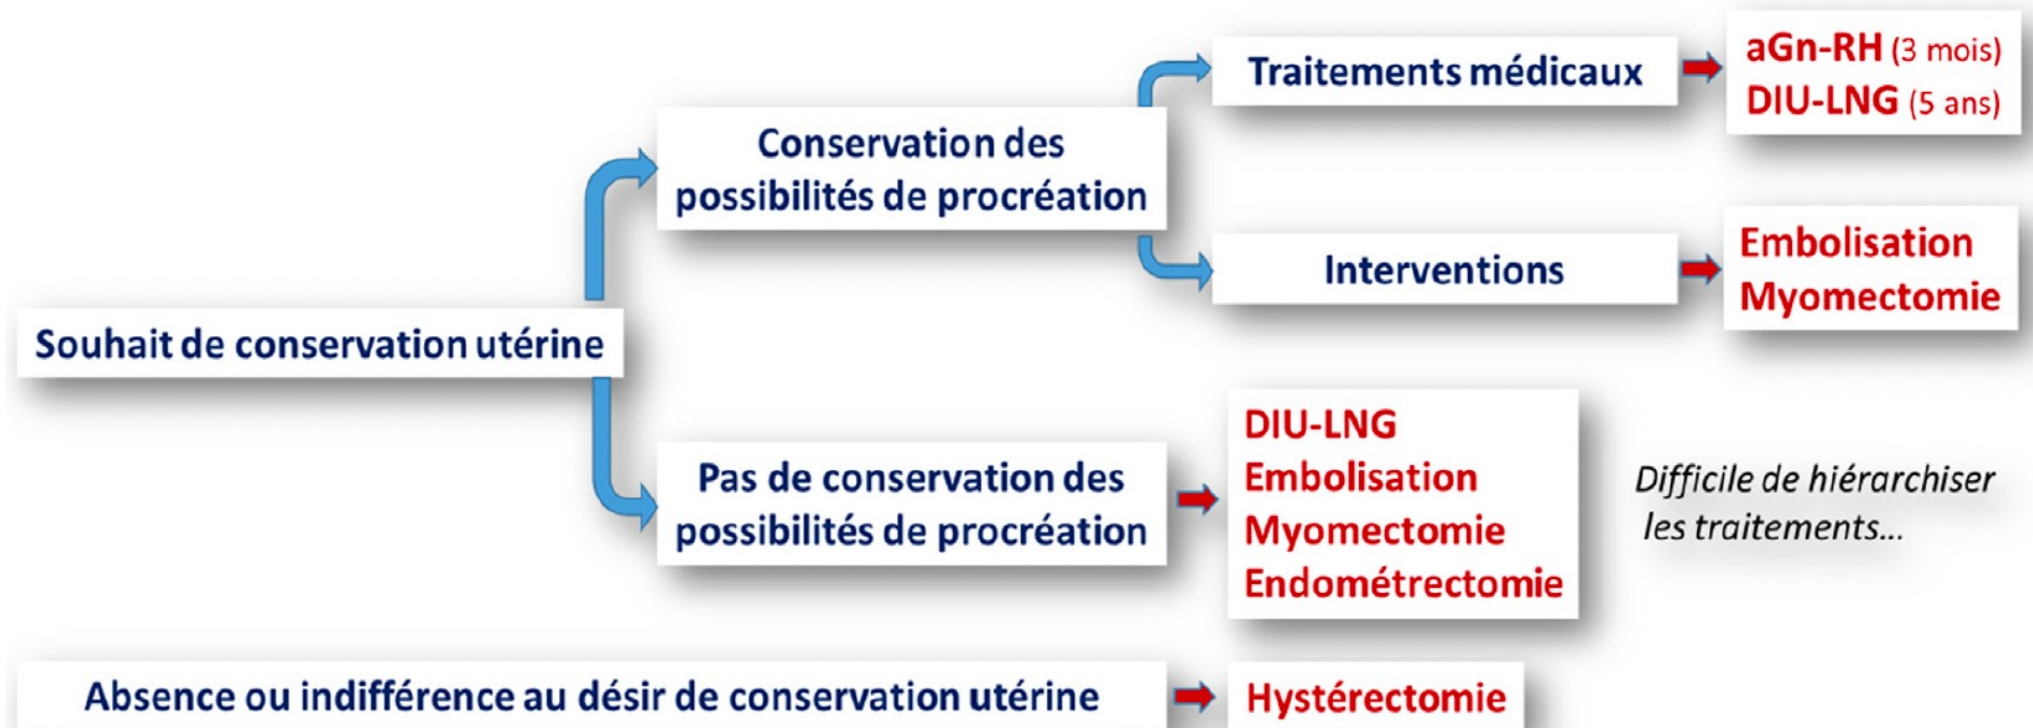 Traitements médicaux
aGn-RH (3 mois)
DIU-LNG (5 ans)
Conservation des
possibilités de procréation
Interventions
Embolisation
Myomectomie
Souhait de conservation utérine
Pas de conservation des
possibilités de procréation
DIU-LNG
Embolisation
Myomectomie
Endométrectomie
Difficile de hiérarchiser
les traitements...
Absence ou indifférence au désir de conservation utérine
Hystérectomie